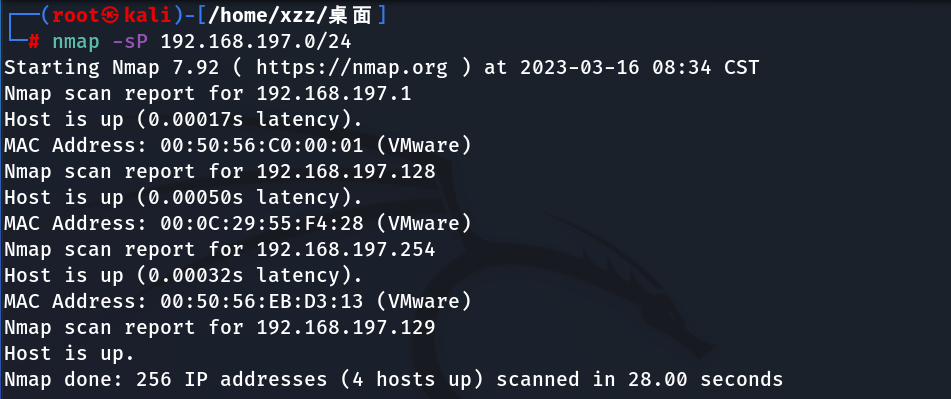 ┌──(root㉿kali)-[/home/xzz/桌面]
└─# nmap -sP 192.168.197.0/24
Starting Nmap 7.92 ( https://nmap.org ) at 2023-03-16 08:34 CST
Nmap scan report for 192.168.197.1
Host is up (0.00017s latency).
MAC Address: 00:50:56:C0:00:01 (VMware)
Nmap scan report for 192.168.197.128
Host is up (0.00050s latency).
MAC Address: 00:0C:29:55:F4:28 (VMware)
Nmap scan report for 192.168.197.254
Host is up (0.00032s latency).
MAC Address: 00:50:56:EB:D3:13 (VMware)
Nmap scan report for 192.168.197.129
Host is up.
Nmap done: 256 IP addresses (4 hosts up) scanned in 28.00 seconds